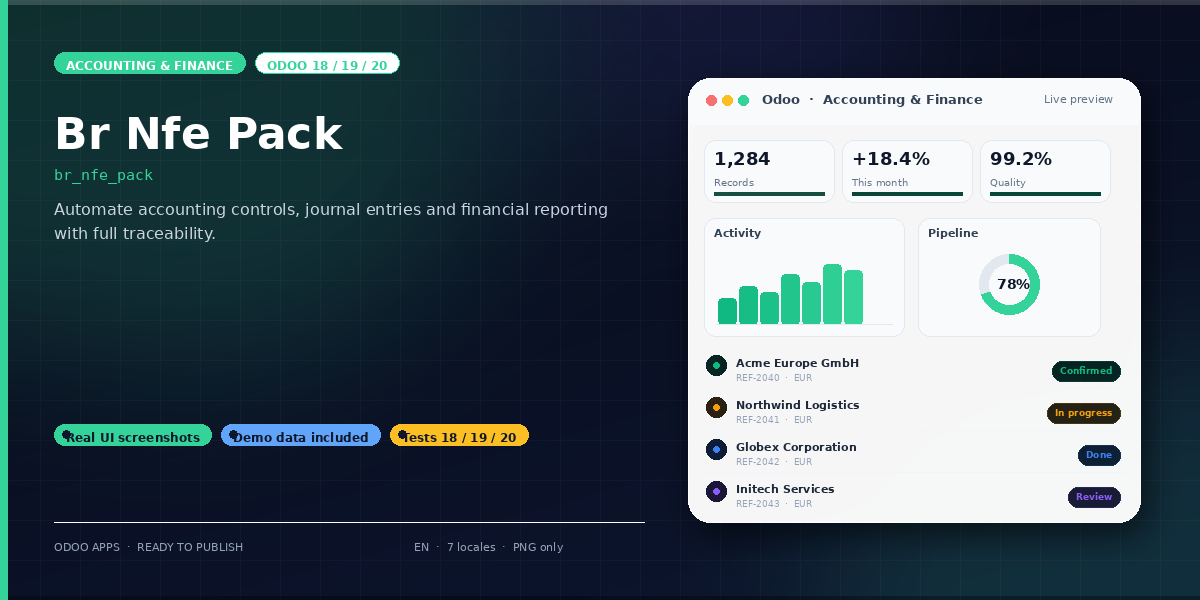 ACCOUNTING & FINANCE
ODOO 18 / 19 / 20
Br Nfe Pack
br_nfe_pack
Automate accounting controls, journal entries and financial reporting
with full traceability.
Real UI screenshots
Demo data included
Tests 18 / 19 / 20
ODOO APPS · READY TO PUBLISH
EN · 7 locales · PNG only
Odoo · Accounting & Finance
Live preview
1,284
Records
+18.4%
This month
99.2%
Quality
Activity
Pipeline
78%
Acme Europe GmbH
REF-2040 · EUR
Confirmed
Northwind Logistics
REF-2041 · EUR
In progress
Globex Corporation
REF-2042 · EUR
Done
Initech Services
REF-2043 · EUR
Review